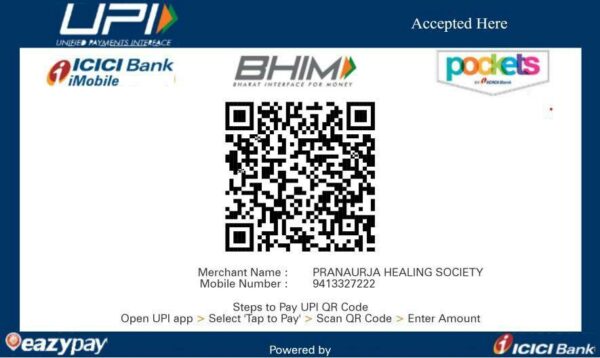 UPI
UNIFIED PAYMENTS INTERFACE
Accepted Here
ICICI Bank
iMobile
BHIM
BHARAT INTERFACE FOR MONEY
pockets
BY ICICI Bank
Merchant Name : PRANAURJA HEALING SOCIETY
Mobile Number : 9413327222
Steps to Pay UPI QR Code
Open UPI app > Select 'Tap to Pay' > Scan QR Code > Enter Amount
eazypay
Powered by
ICICI Bank